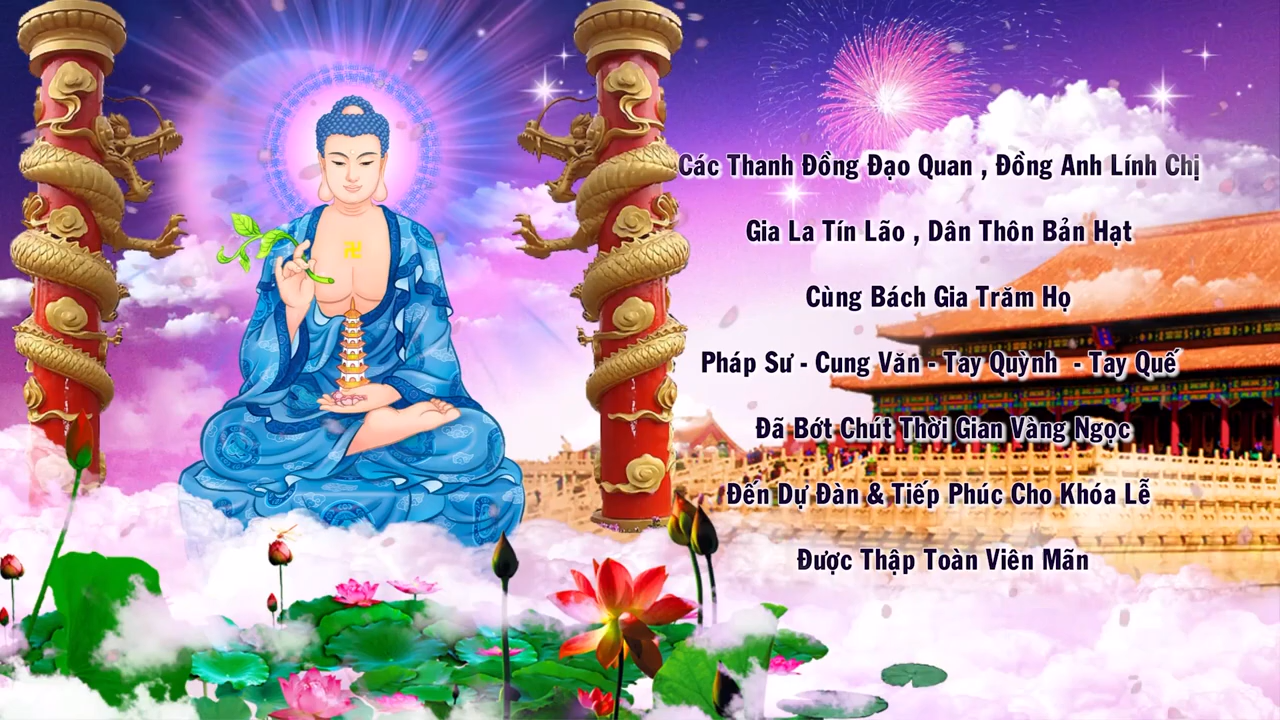 Các Thanh Đồng Đạo Quan , Đồng Anh Lính Chị
Gia La Tín Lão , Dân Thôn Bản Hạt
Cùng Bách Gia Trăm Họ
Pháp Sư - Cung Văn - Tay Quỳnh - Tay Quế
Đã Bớt Chút Thời Gian Vàng Ngọc
Đến Dự Đàn & Tiếp Phúc Cho Khóa Lễ
Được Thập Toàn Viên Mãn
卍